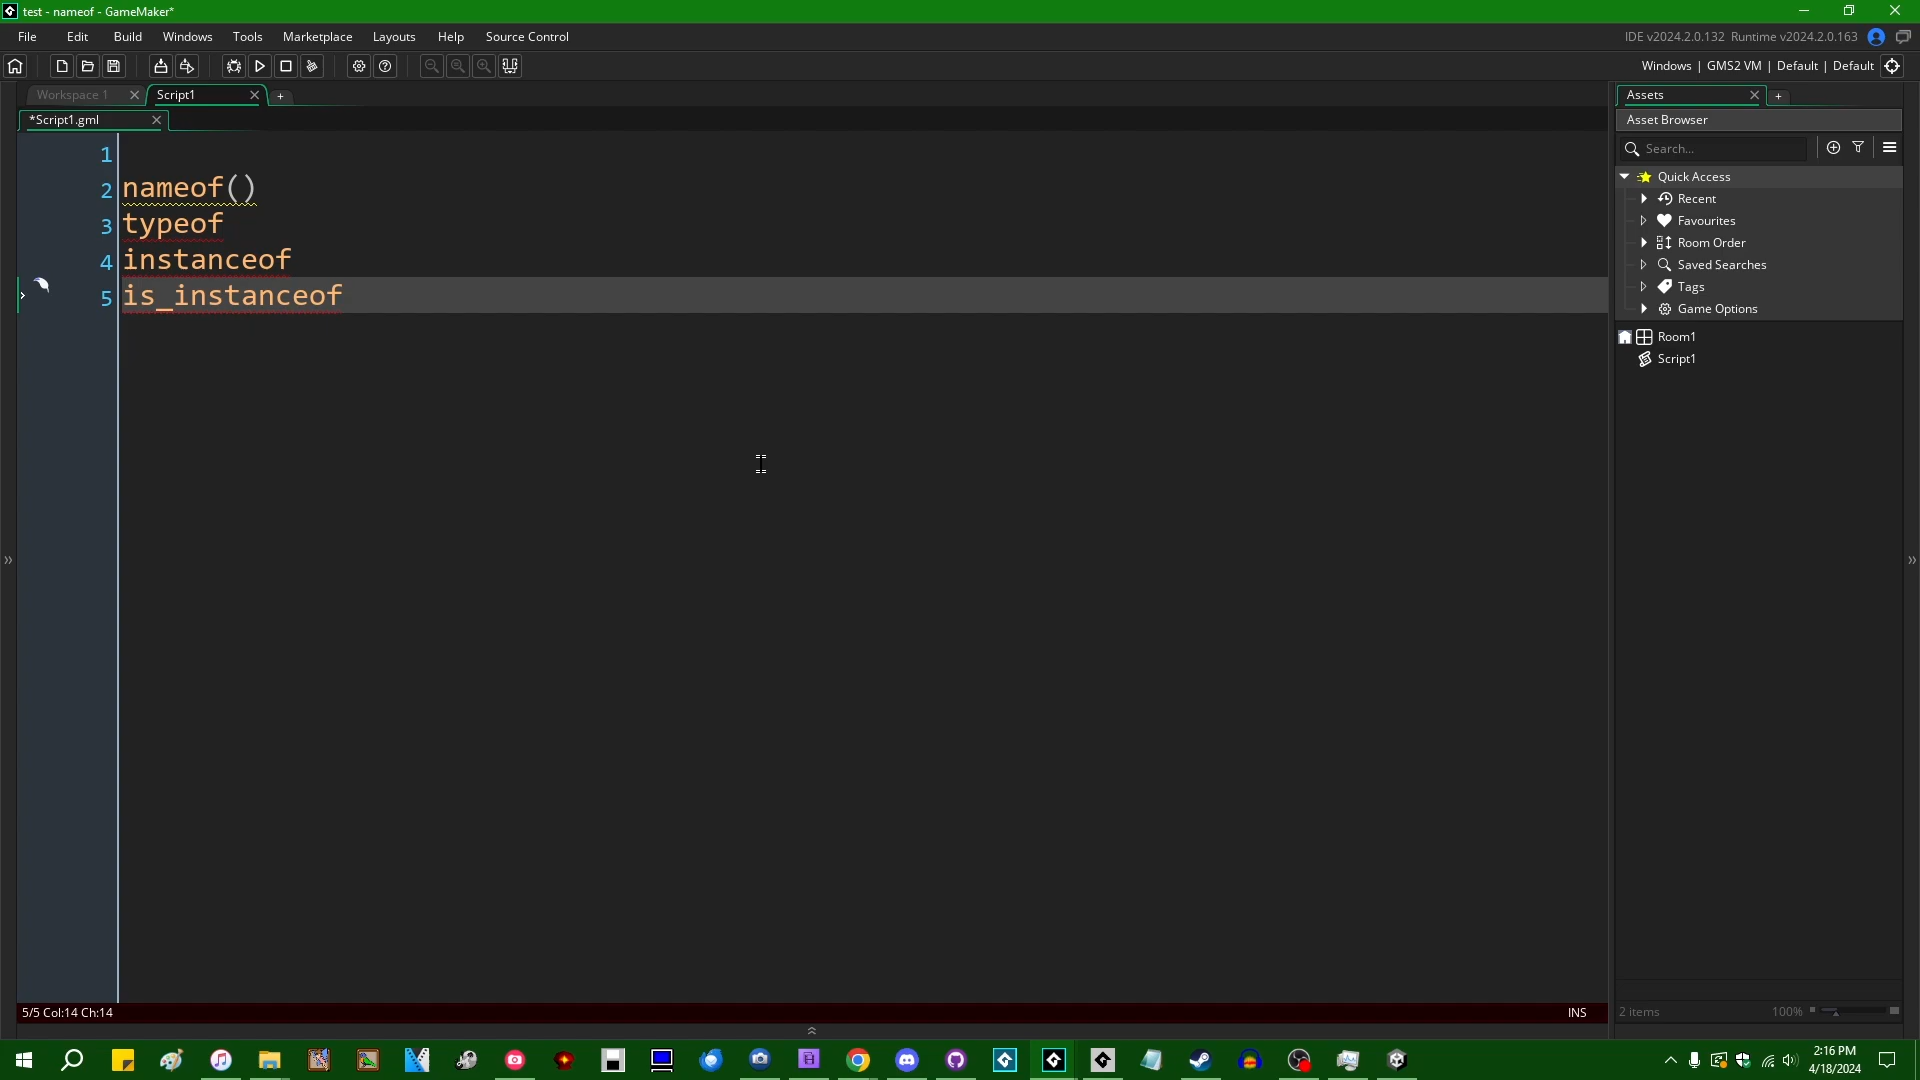 test - nameof - GameMaker*
File Edit Build Windows Tools Marketplace Layouts Help Source Control
IDE v2024.2.0.132 Runtime v2024.2.0.163
Windows | GMS2 VM | Default | Default
Workspace 1
Script1
*Script1.gml
1
2 nameof()
3 typeof
4 instanceof
5 is_instanceof
Assets
Asset Browser
Search...
Quick Access
Recent
Favourites
Room Order
Saved Searches
Tags
Game Options
Room1
Script1
5/5 Col:14 Ch:14
INS
2 items
100%
2:16 PM
4/18/2024